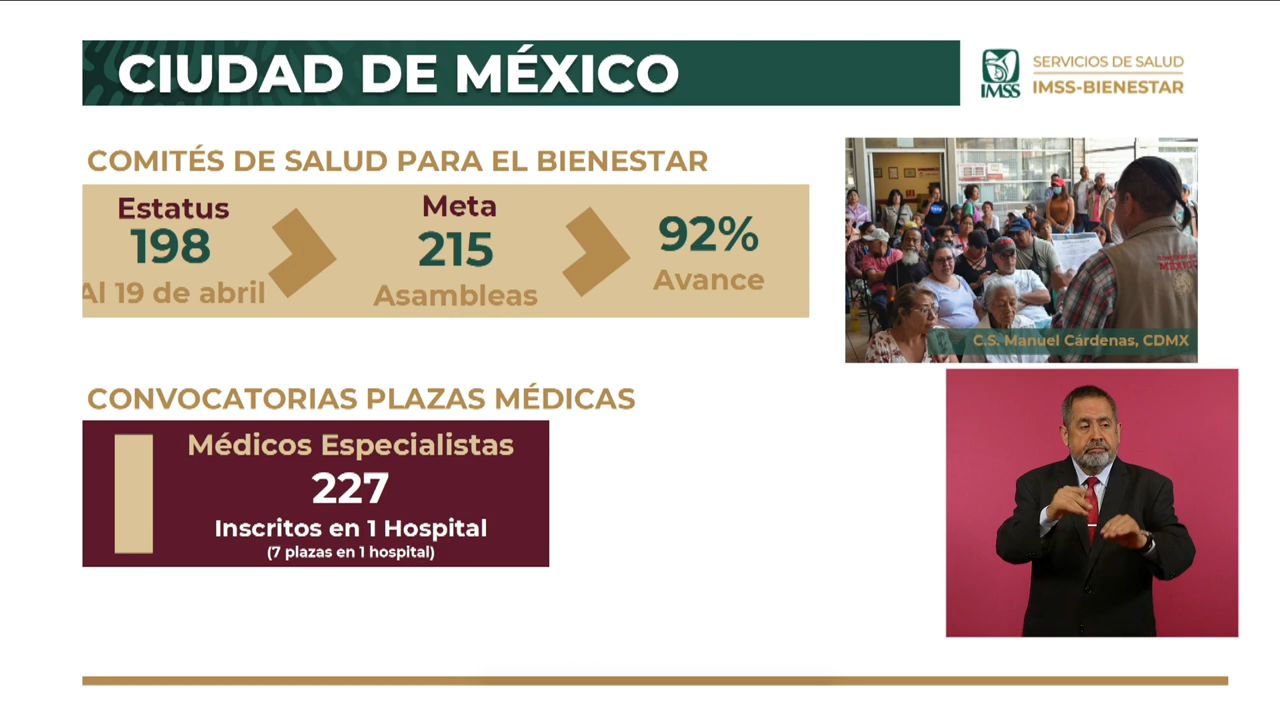 CIUDAD DE MÉXICO
IMSS
SERVICIOS DE SALUD
IMSS-BIENESTAR
COMITÉS DE SALUD PARA EL BIENESTAR
Estatus
198
Al 19 de abril
Meta
215
Asambleas
92%
Avance
MÉXICO
C.S. Manuel Cárdenas, CDMX
CONVOCATORIAS PLAZAS MÉDICAS
Médicos Especialistas
227
Inscritos en 1 Hospital
(7 plazas en 1 hospital)